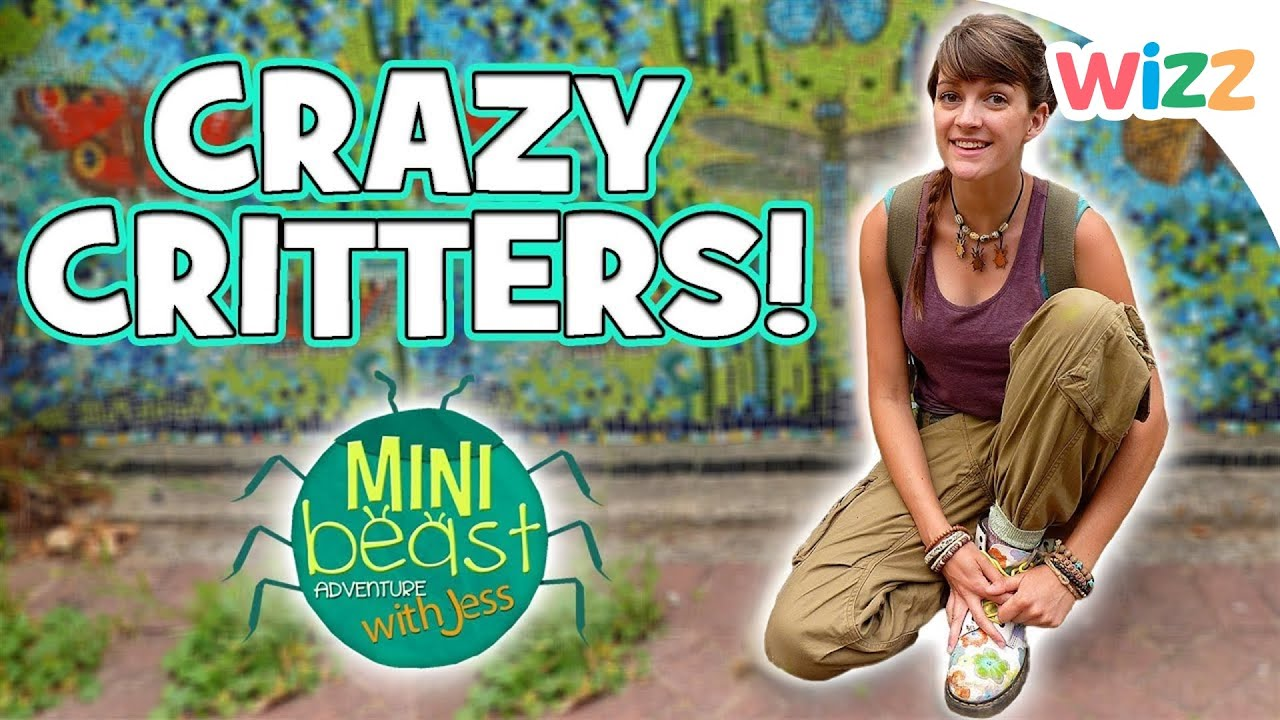 CRAZY
CRITTERS!
WiZZ
MINI
beast
ADVENTURE
with Jess